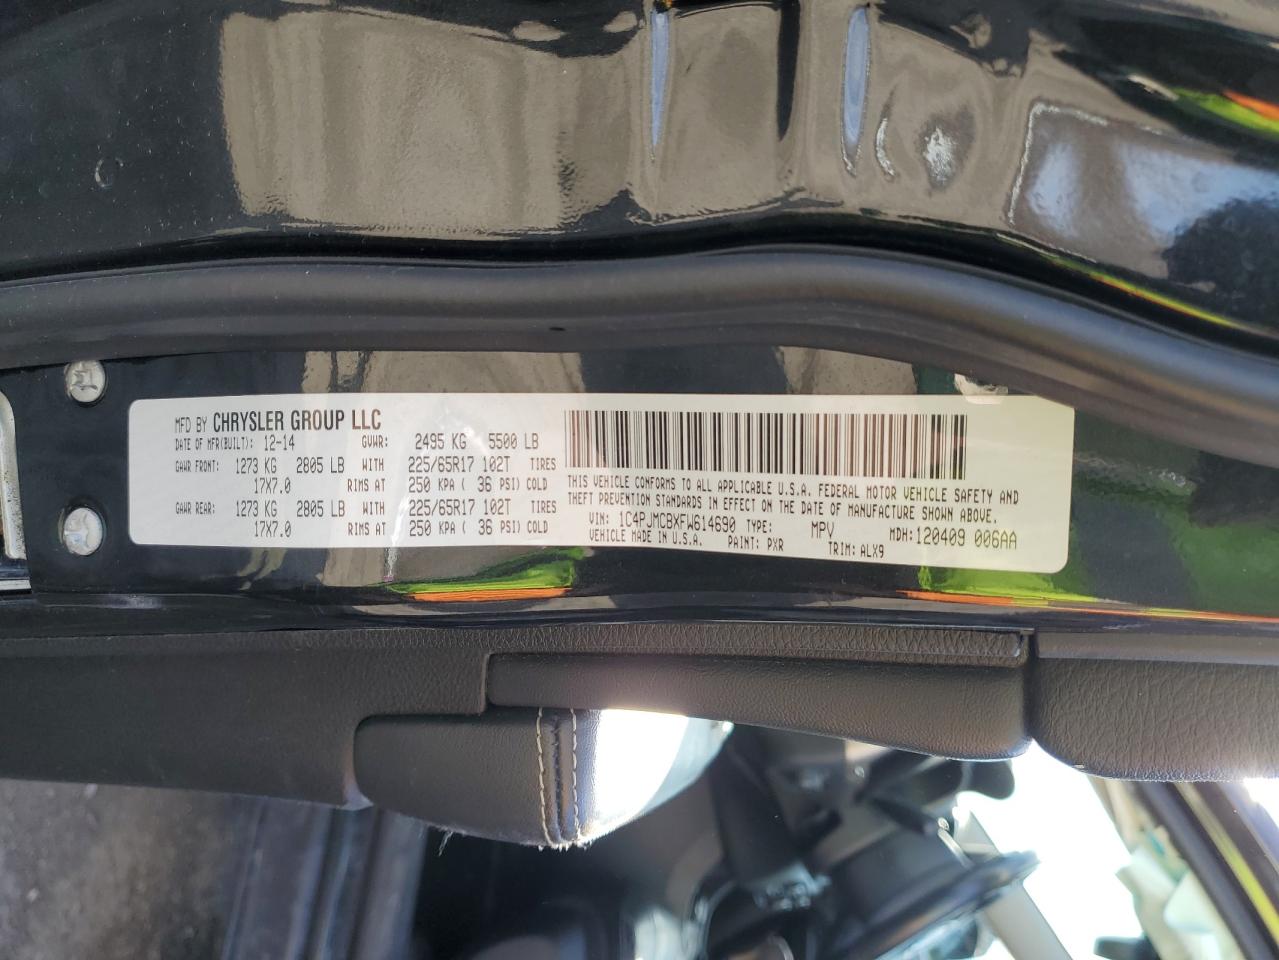 MFD BY CHRYSLER GROUP LLC
DATE OF MFR(BUILT): 12-14 GVWR: 2495 KG 5500 LB
GAWR FRONT: 1273 KG 2805 LB WITH 225/65R17 102T TIRES
17X7.0 RIMS AT 250 KPA ( 36 PSI) COLD
GAWR REAR: 1273 KG 2805 LB WITH 225/65R17 102T TIRES
17X7.0 RIMS AT 250 KPA ( 36 PSI) COLD
THIS VEHICLE CONFORMS TO ALL APPLICABLE U.S.A. FEDERAL MOTOR VEHICLE SAFETY AND
THEFT PREVENTION STANDARDS IN EFFECT ON THE DATE OF MANUFACTURE SHOWN ABOVE.
VIN: 1C4PJMCBXFW614690 TYPE: MPV MDH: 120409 006AA
VEHICLE MADE IN U.S.A. PAINT: PXR TRIM: ALX9